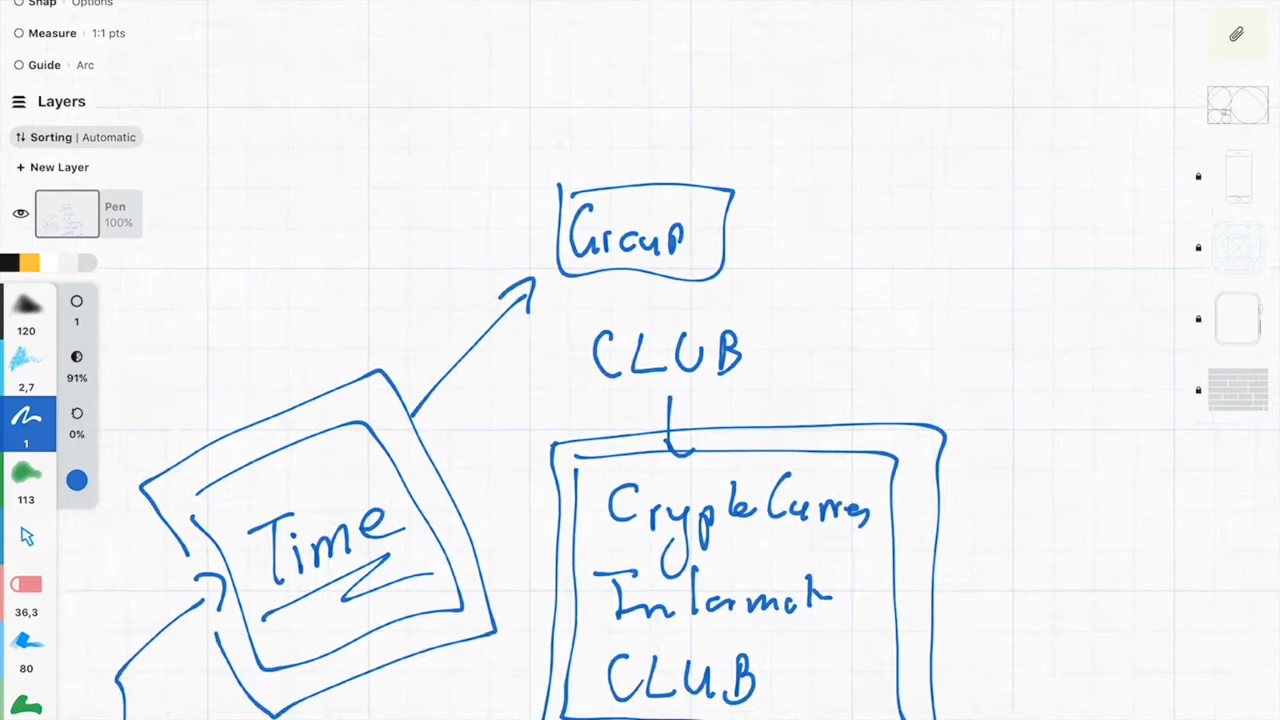 Snap Options
Measure 1:1 pts
Guide Arc
Layers
Sorting | Automatic
+ New Layer
Pen
100%
120
1
2,7
91%
1
0%
113
36,3
80
Group
CLUB
Time
CLUB